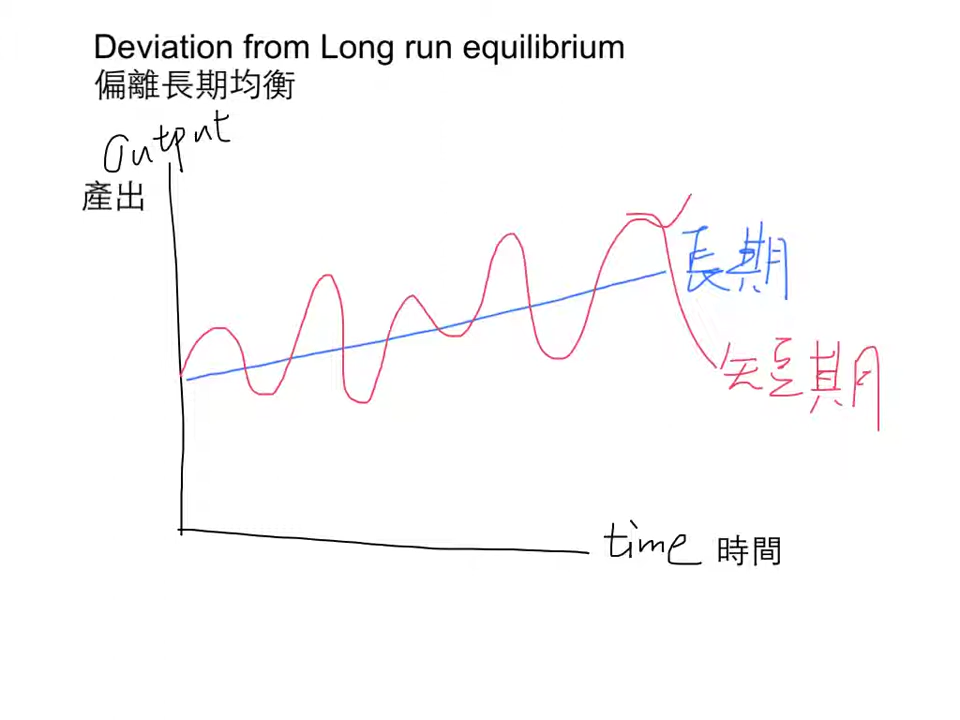 Deviation from Long run equilibrium
偏離長期均衡
Output
產出
長期
短期
time 時間